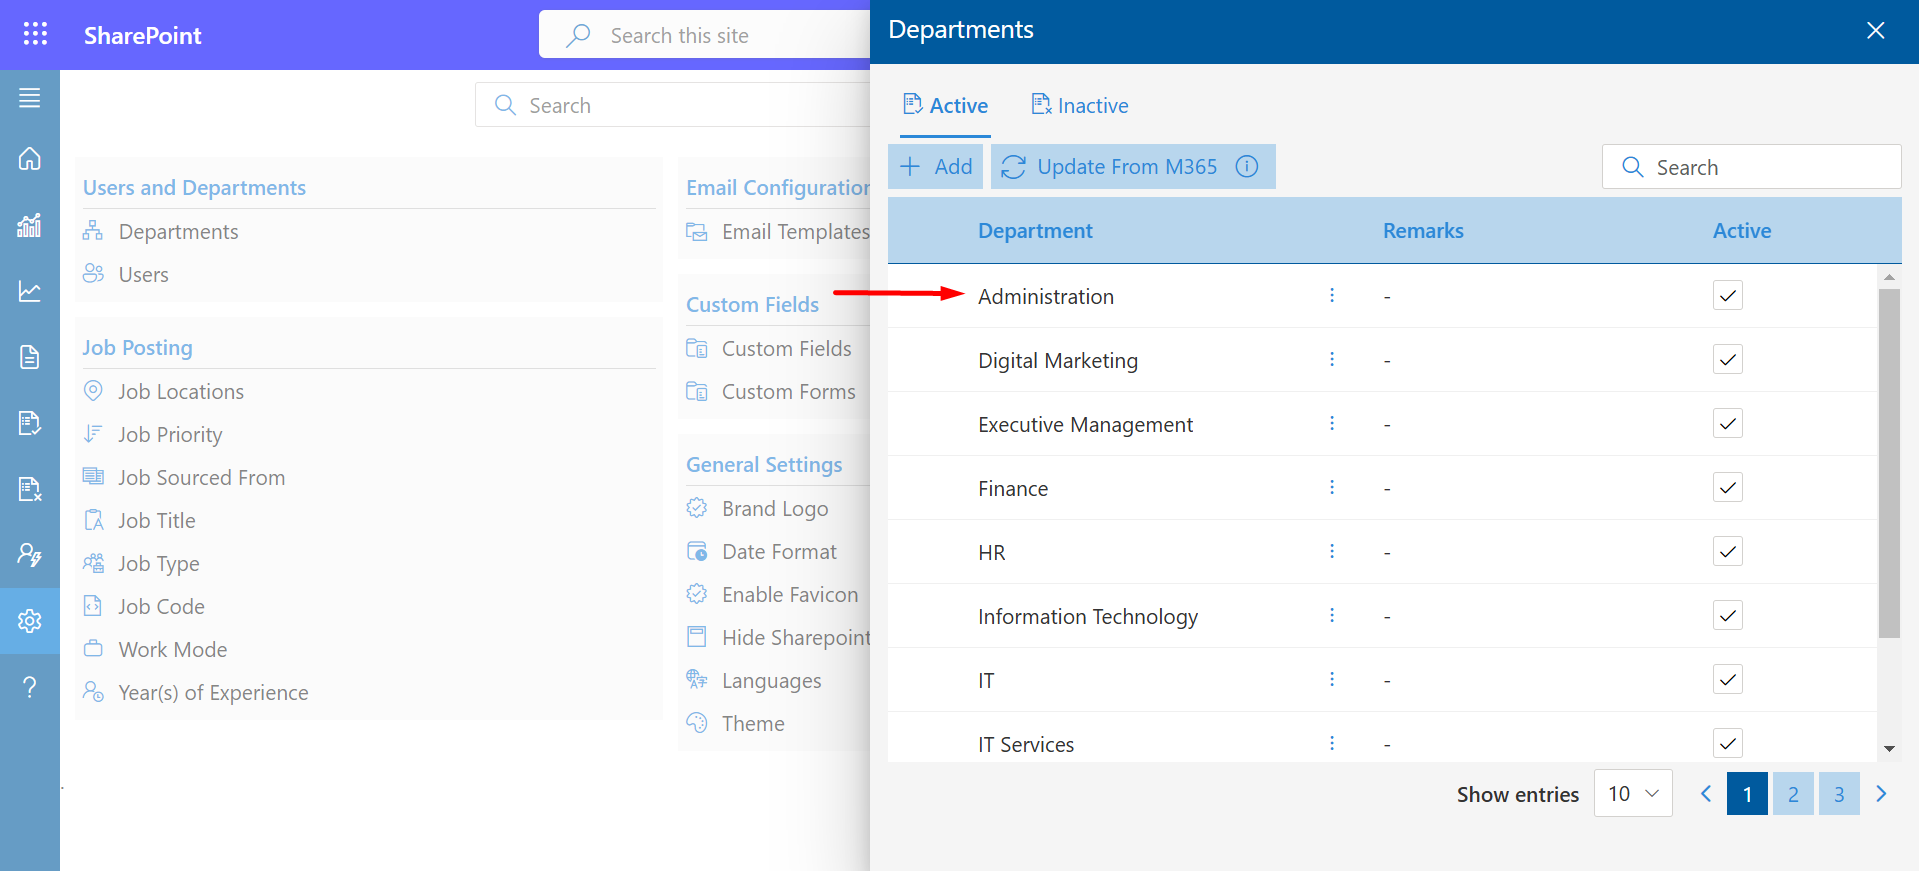 SharePoint
Search this site
Search
Users and Departments
Departments
Users
Job Posting
Job Locations
Job Priority
Job Sourced From
Job Title
Job Type
Job Code
Work Mode
Year(s) of Experience
Email Configuration
Email Templates
Custom Fields
Custom Fields
Custom Forms
General Settings
Brand Logo
Date Format
Enable Favicon
Hide Sharepoint
Languages
Theme
Departments
Active Inactive
Add Update From M365 Search
Department Remarks Active
Administration -
Digital Marketing -
Executive Management -
Finance -
HR -
Information Technology -
IT -
IT Services -
Show entries 10 1 2 3